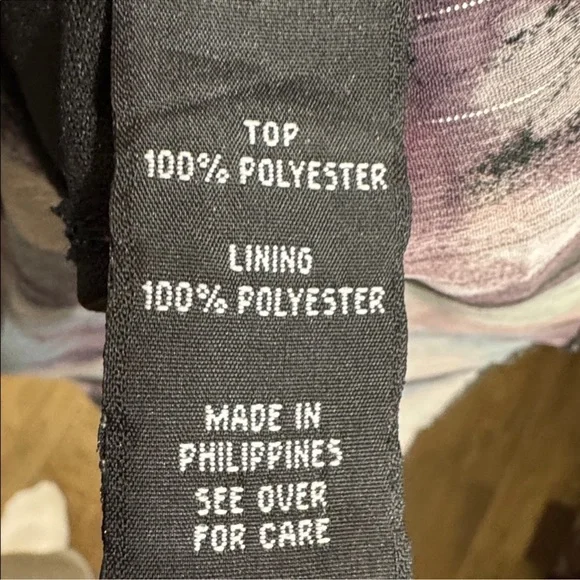 TOP
100% POLYESTER
LINING
100% POLYESTER
MADE IN
PHILIPPINES
SEE OVER
FOR CARE